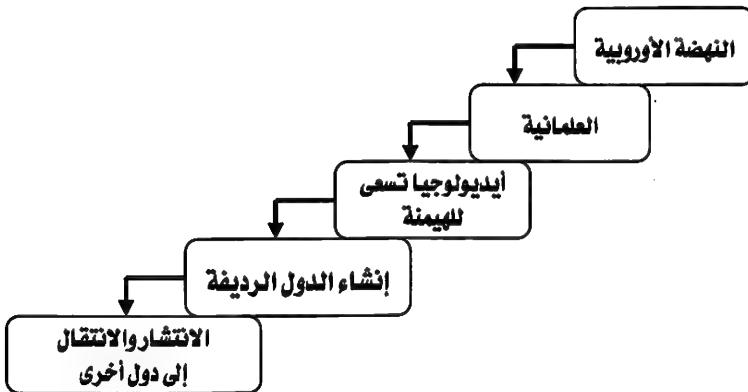 النهضة الأوروبية
العلمانية
أيديولوجيا تسعى
للهيمنة
إنشاء الدول الرديفة
الانتشار والانتقال
إلى دول أخرى